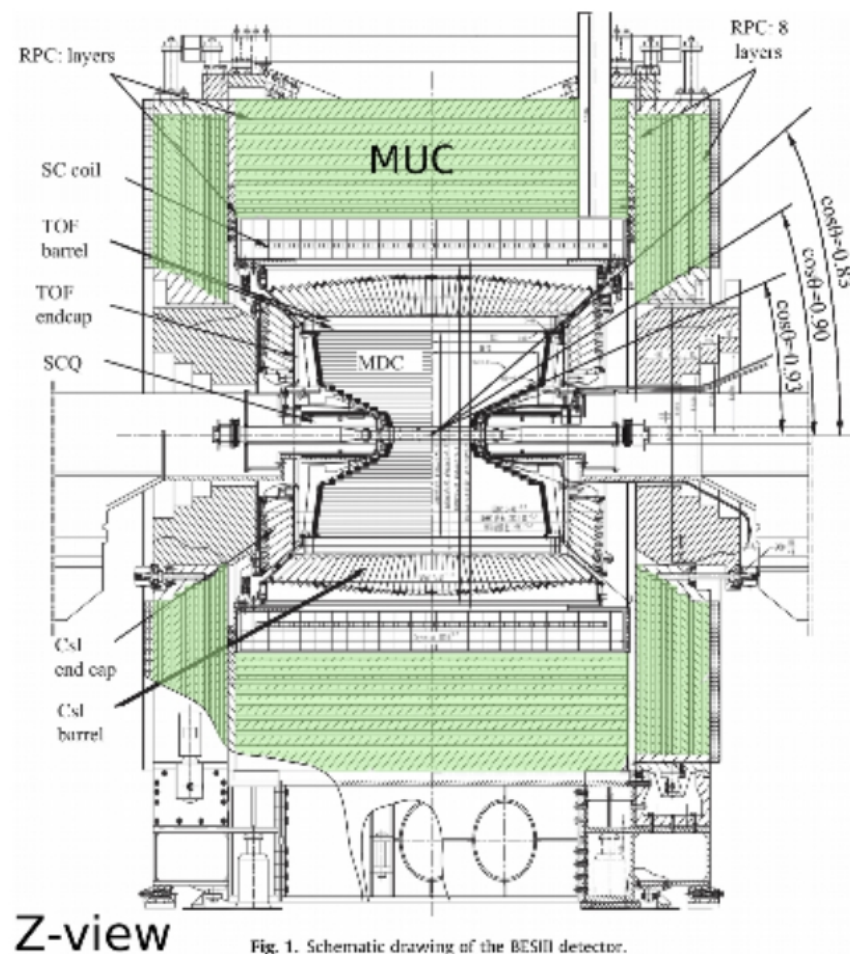 RPC: layers
RPC: 8
layers
MUC
SC coil
TOF
barrel
TOF
endcap
SCQ
MDC
cosθ=0.83
cosθ=0.90
cosθ=0.93
CsI
end cap
CsI
barrel
Z-view
Fig. 1. Schematic drawing of the BESIII detector.